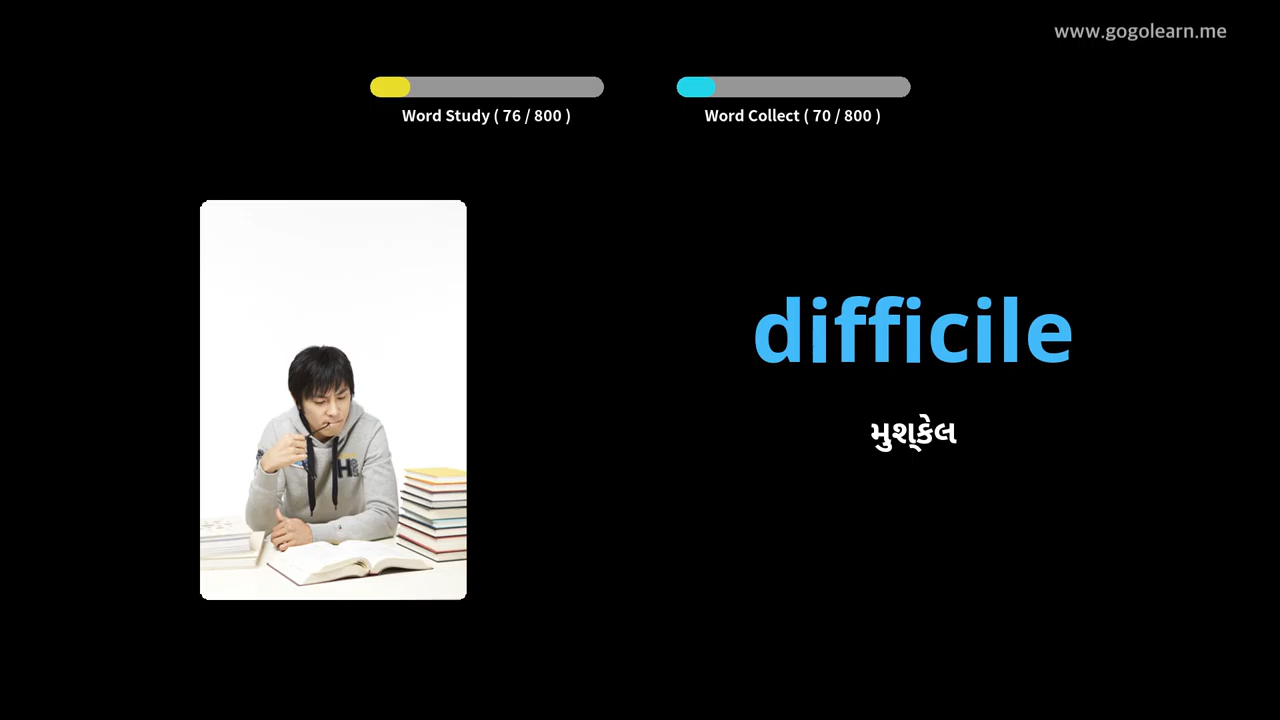 www.gogolearn.me
Word Study ( 76 / 800 )
Word Collect ( 70 / 800 )
difficile
મુશ્કેલ
H